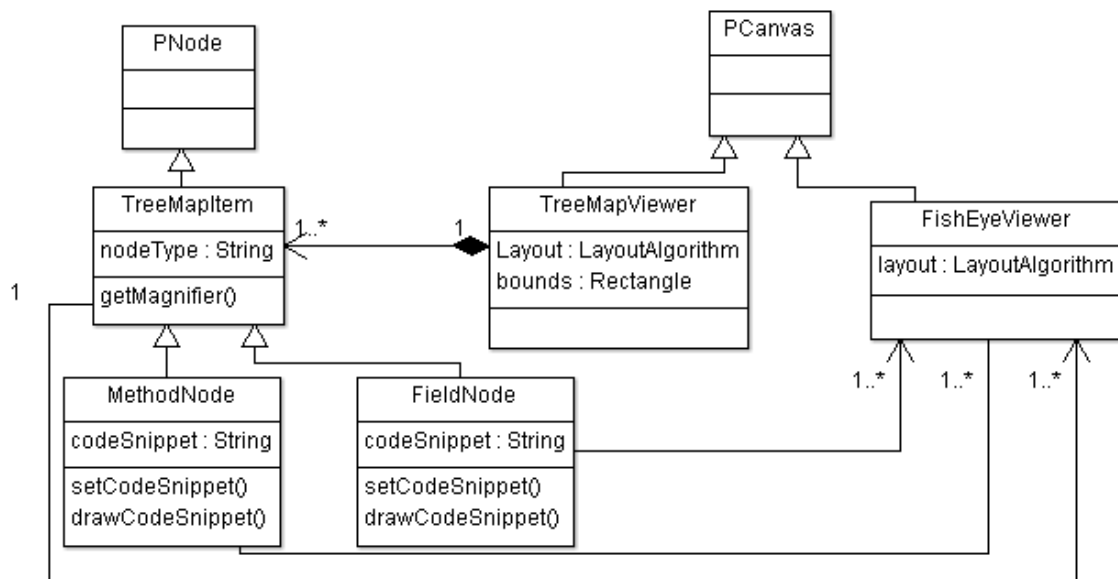 PNode
PCanvas
TreeMapItem
nodeType : String
getMagnifier()
1..*
1
TreeMapViewer
Layout : LayoutAlgorithm
bounds : Rectangle
FishEyeViewer
layout : LayoutAlgorithm
1
MethodNode
codeSnippet : String
setCodeSnippet()
drawCodeSnippet()
FieldNode
codeSnippet : String
setCodeSnippet()
drawCodeSnippet()
1..*
1..*
1..*